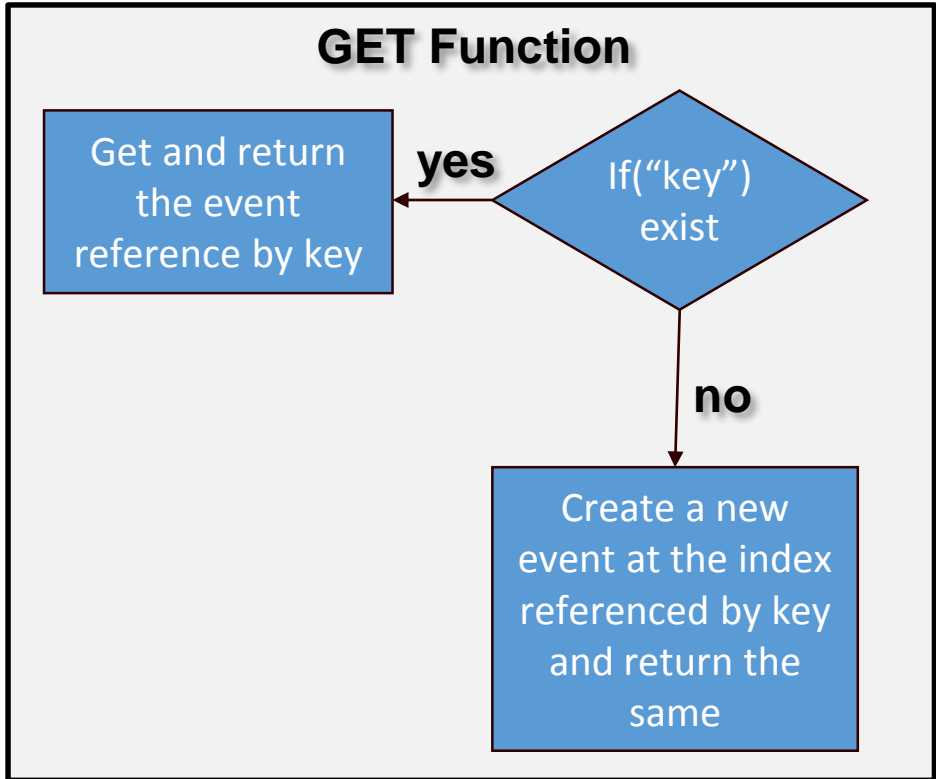 GET Function
Get and return
the event
reference by key
yes
If(“key”)
exist
no
Create a new
event at the index
referenced by key
and return the
same